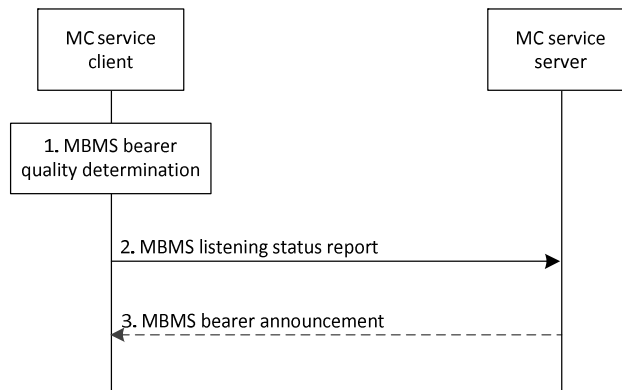 MC service
client
MC service
server
1. MBMS bearer
quality determination
2. MBMS listening status report
3. MBMS bearer announcement